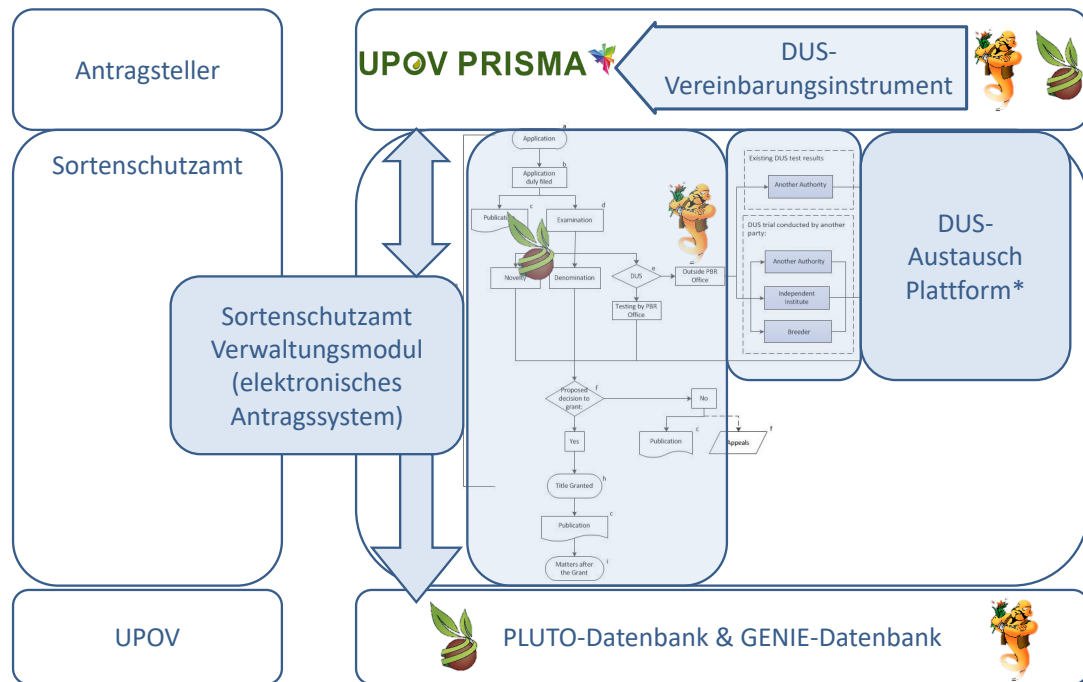 Antragsteller
UPOV PRISMA
DUS-
Vereinbarungsinstrument
Sortenschutzamt
Sortenschutzamt
Verwaltungsmodul
(elektronisches
Antragssystem)
a
Application
b
Application
duly filed
c
d
Examination
Novelty
Denomination
e
DUS
Outside PBR
Office
Testing by PBR
Office
Existing DUS test results
Another Authority
DUS trial conducted by another
party:
Another Authority
Independent
Institute
Breeder
DUS-
Austausch
Plattform*
f
Proposed
decision to
grant:
No
Yes
c
Publication
f
Appeals
h
Title Granted
c
Publication
i
Matters after
the Grant
UPOV
PLUTO-Datenbank & GENIE-Datenbank